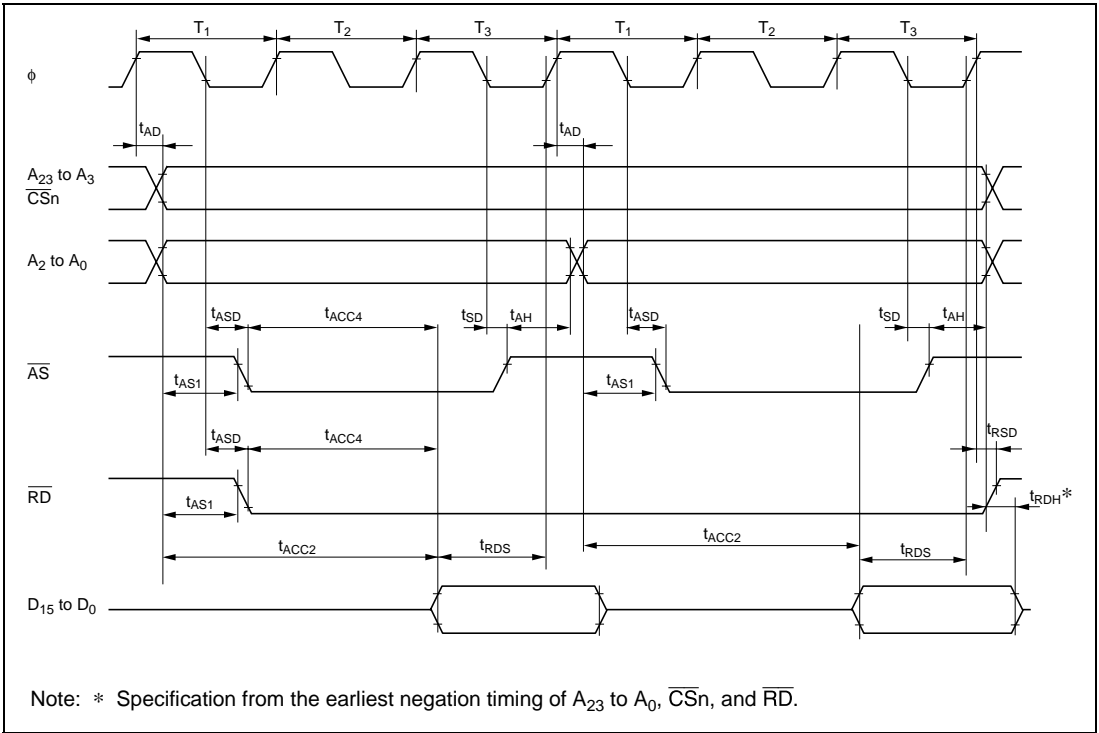 T1 T2 T3 T1 T2 T3
ϕ
tAD tAD
A23 to A3
CSn
A2 to A0
tASD tACC4 tSD tAH tASD tSD tAH
AS
tAS1 tAS1
tASD tACC4 tRSD
RD
tAS1 tRDH*
tACC2 tRDS tACC2 tRDS
D15 to D0
Note: * Specification from the earliest negation timing of A23 to A0, CSn, and RD.